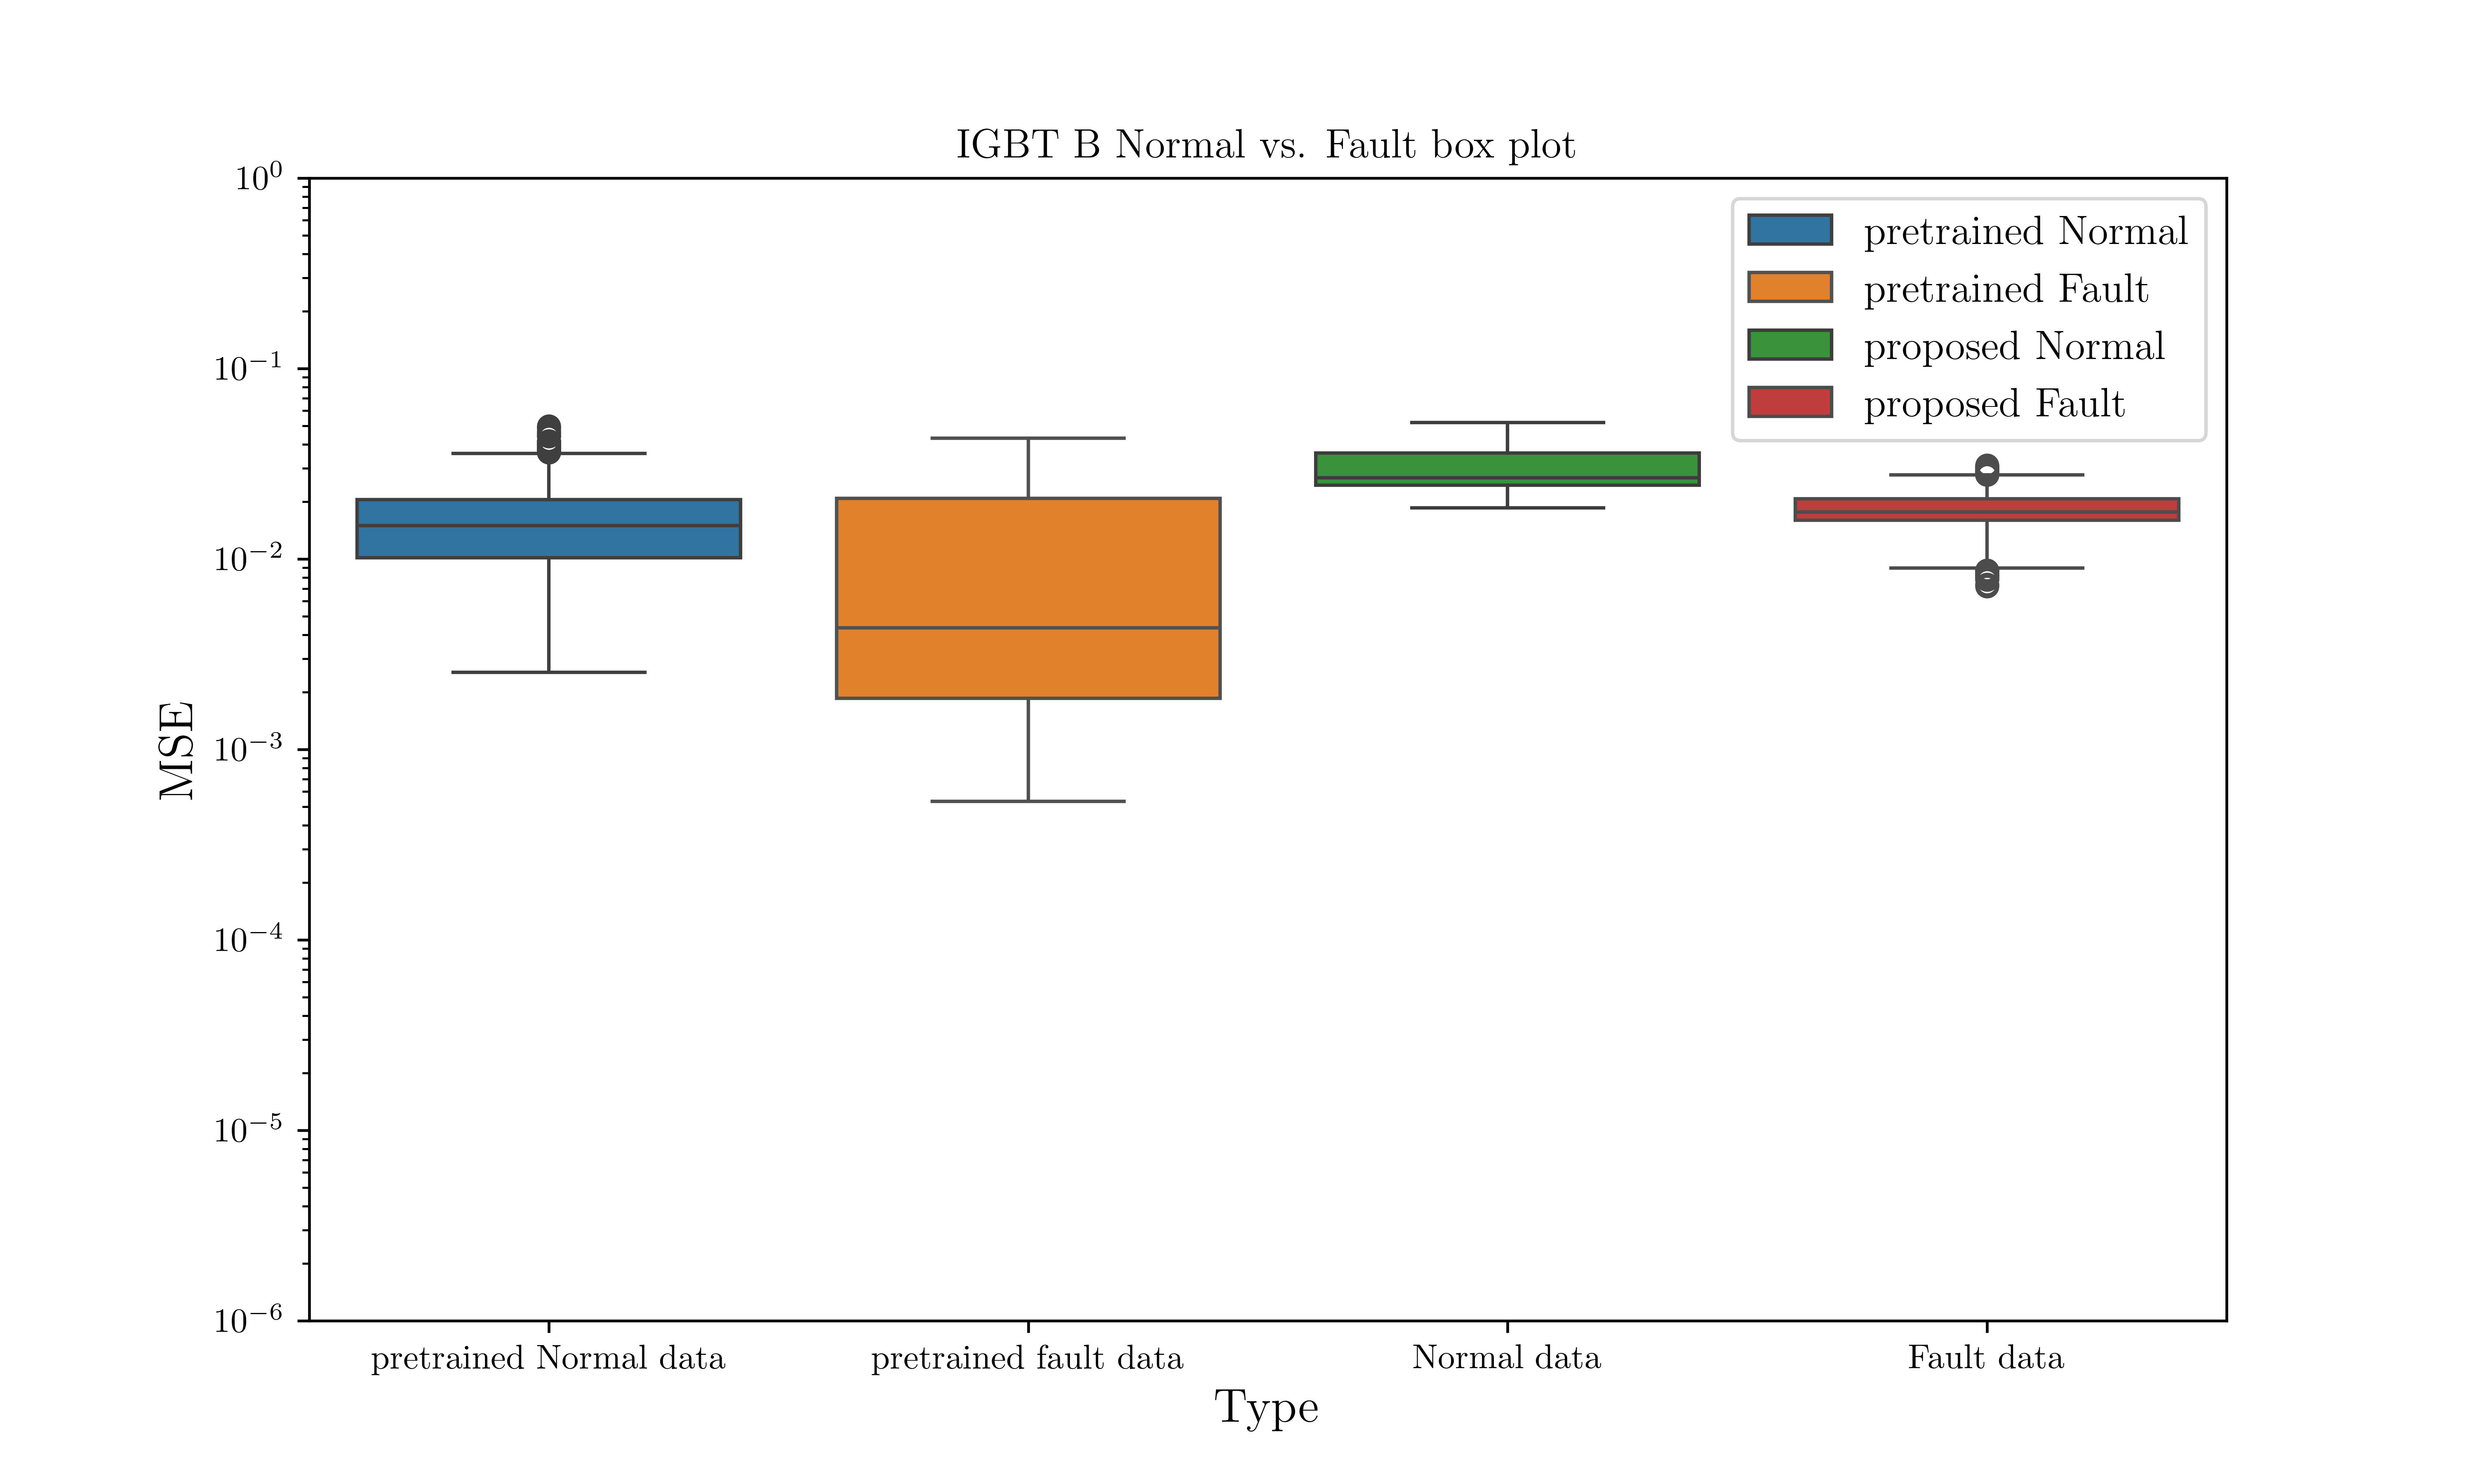 IGBT B Normal vs. Fault box plot
10⁰
10⁻¹
10⁻²
10⁻³
10⁻⁴
10⁻⁵
10⁻⁶
MSE
pretrained Normal
pretrained Fault
proposed Normal
proposed Fault
pretrained Normal data
pretrained fault data
Normal data
Fault data
Type